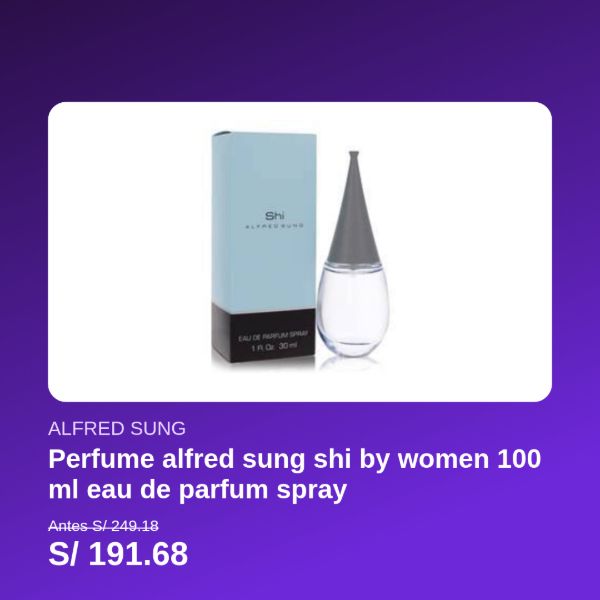 Shi
ALFRED SUNG
EAU DE PARFUM SPRAY
1 Fl. Oz. 30 ml
ALFRED SUNG
Perfume alfred sung shi by women 100
ml eau de parfum spray
Antes S/ 249.18
S/ 191.68